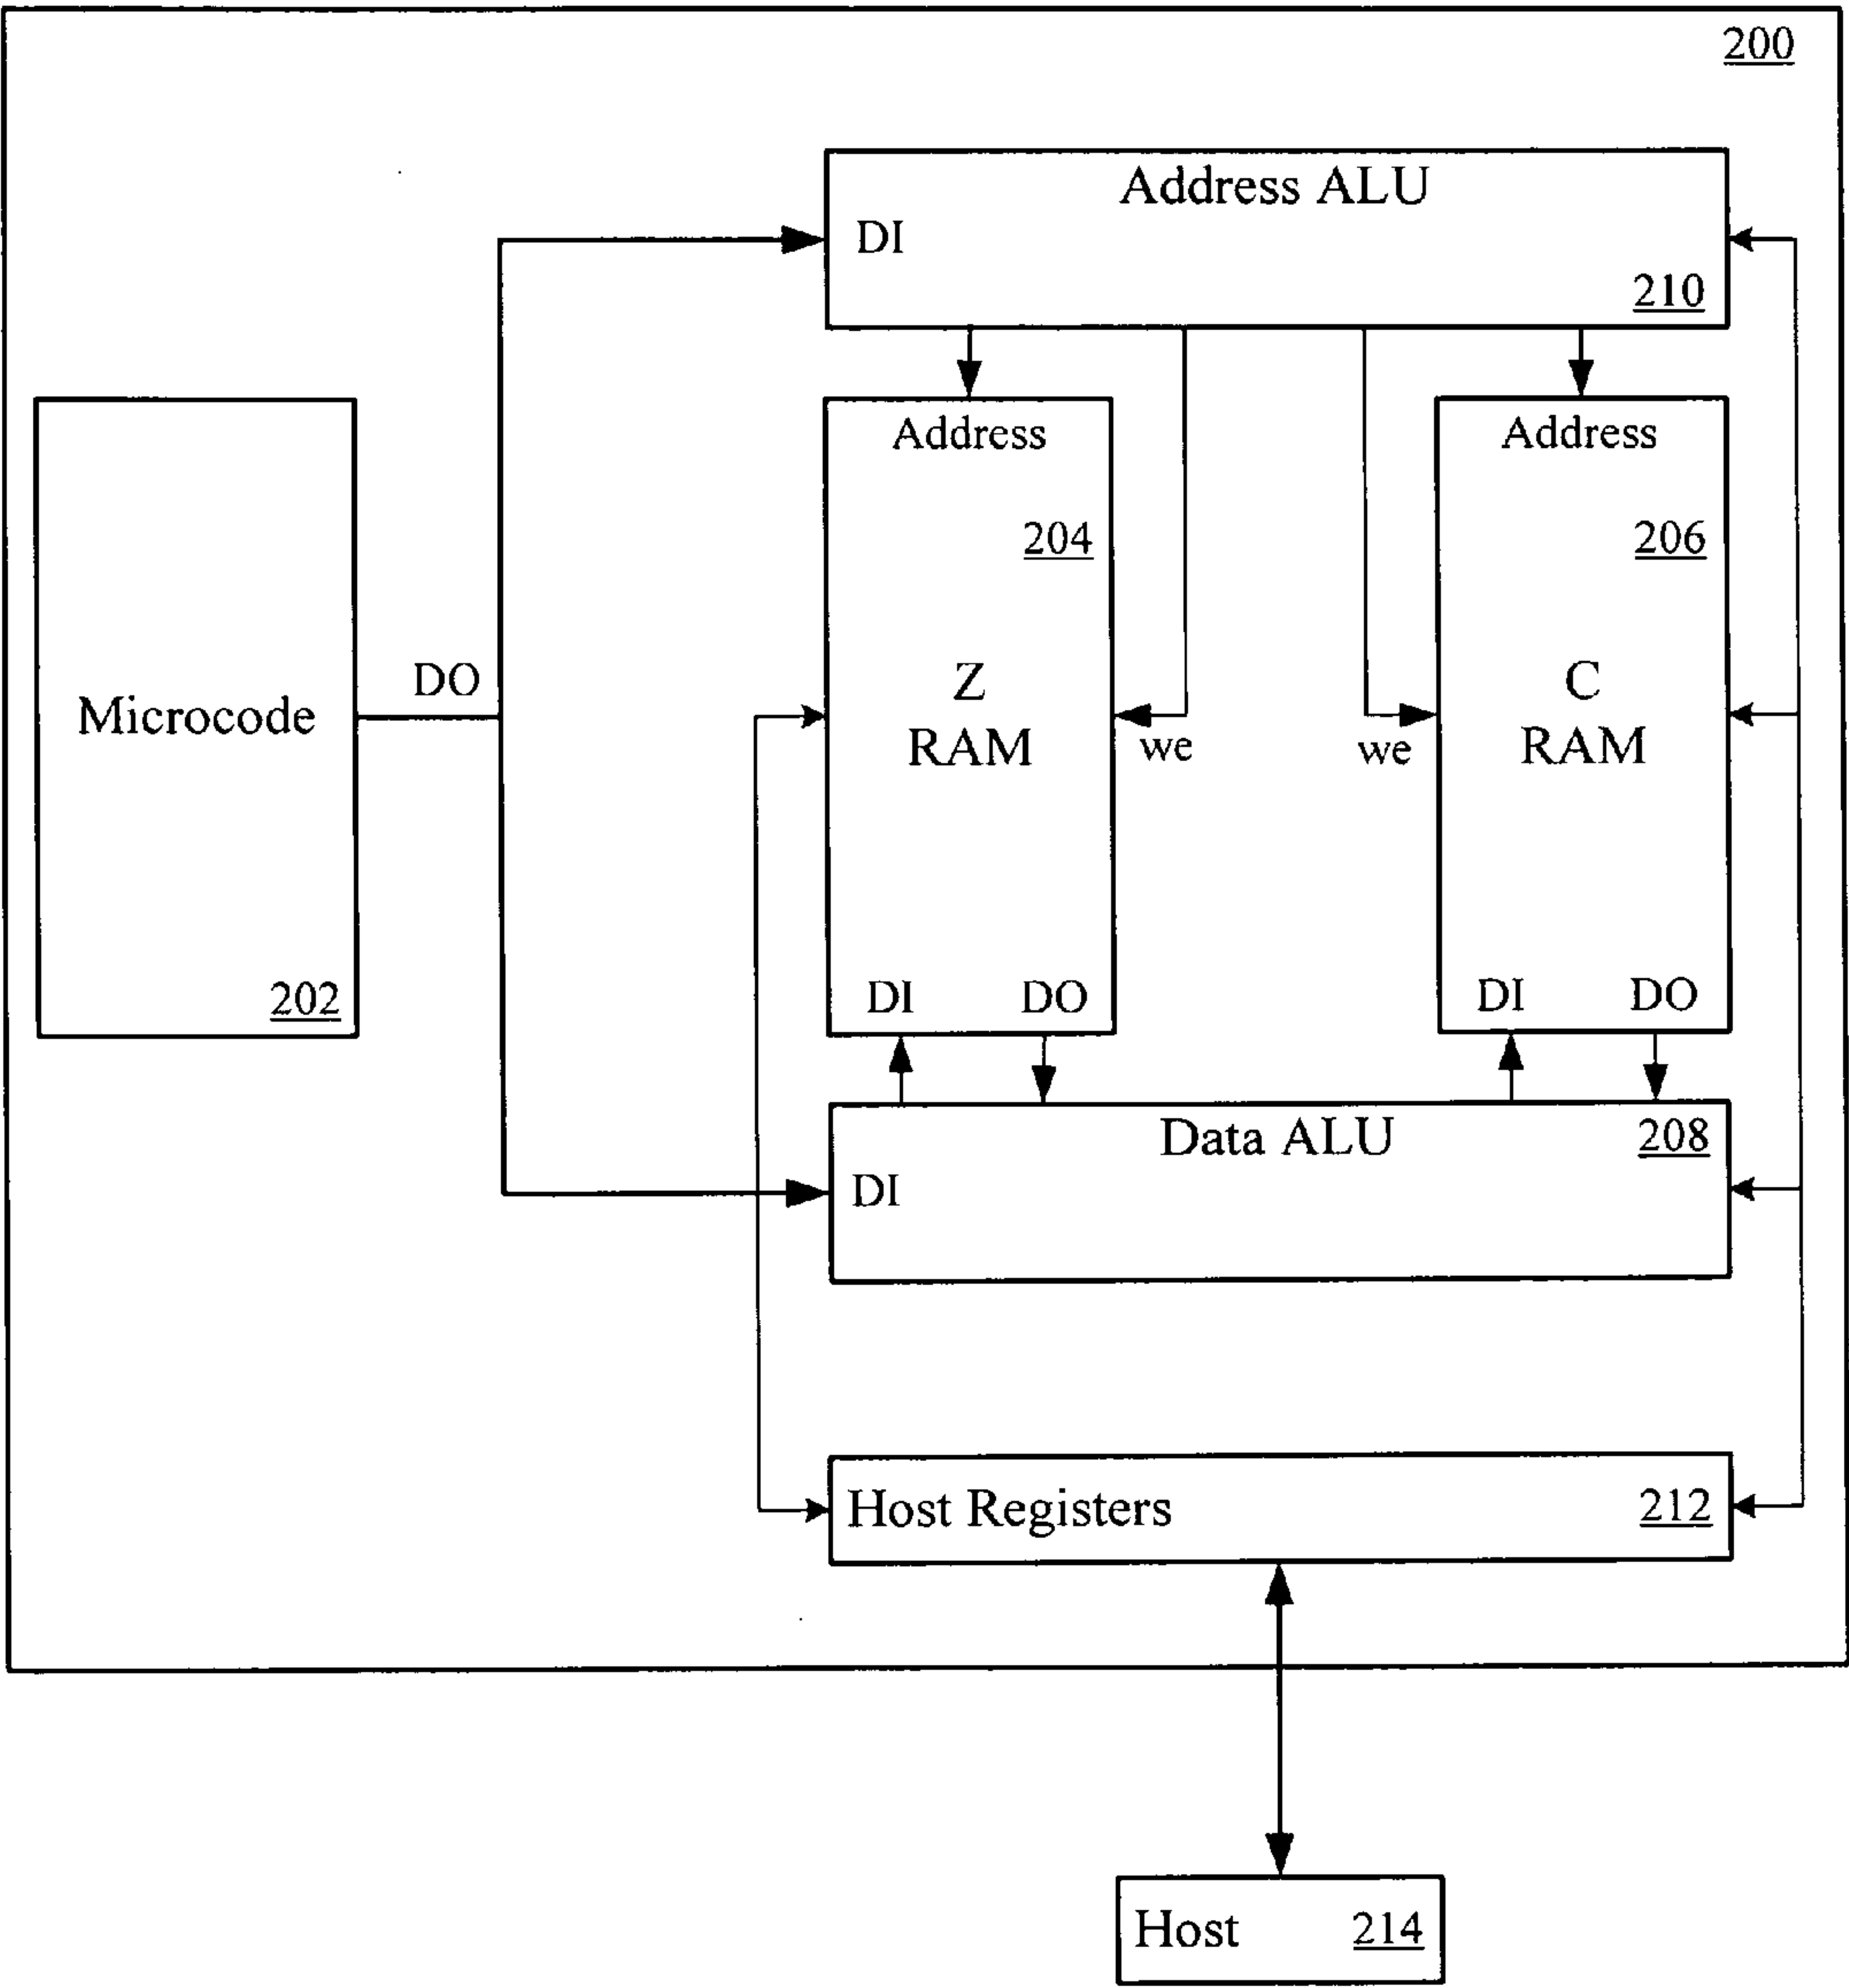 200
Address ALU
DI
210
Address
Address
204
206
DO
Microcode
Z
RAM
C
RAM
we
we
202
DI
DO
DI
DO
Data ALU
208
DI
Host Registers
212
Host
214